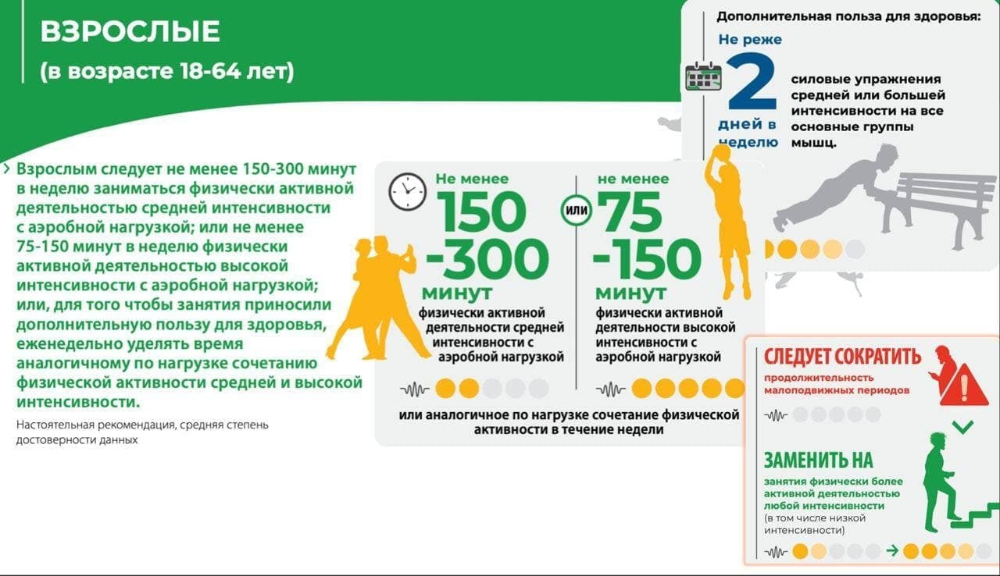 ВЗРОСЛЫЕ
(в возрасте 18-64 лет)
› Взрослым следует не менее 150-300 минут
в неделю заниматься физически активной
деятельностью средней интенсивности
с аэробной нагрузкой; или не менее
75-150 минут в неделю физически
активной деятельностью высокой
интенсивности с аэробной нагрузкой;
или, для того чтобы занятия приносили
дополнительную пользу для здоровья,
еженедельно уделять время
аналогичному по нагрузке сочетанию
физической активности средней и высокой
интенсивности.
Настоятельная рекомендация, средняя степень
достоверности данных
Не менее
150
-300
минут
физически активной
деятельности средней
интенсивности с
аэробной нагрузкой
или
не менее
75
-150
минут
физически активной
деятельности высокой
интенсивности с
аэробной нагрузкой
или аналогичное по нагрузке сочетание физической
активности в течение недели
Дополнительная польза для здоровья:
Не реже
2
дней в
неделю
силовые упражнения
средней или большей
интенсивности на все
основные группы
мышц.
СЛЕДУЕТ СОКРАТИТЬ
продолжительность
малоподвижных периодов
ЗАМЕНИТЬ НА
занятия физически более
активной деятельностью
любой интенсивности
(в том числе низкой
интенсивности)